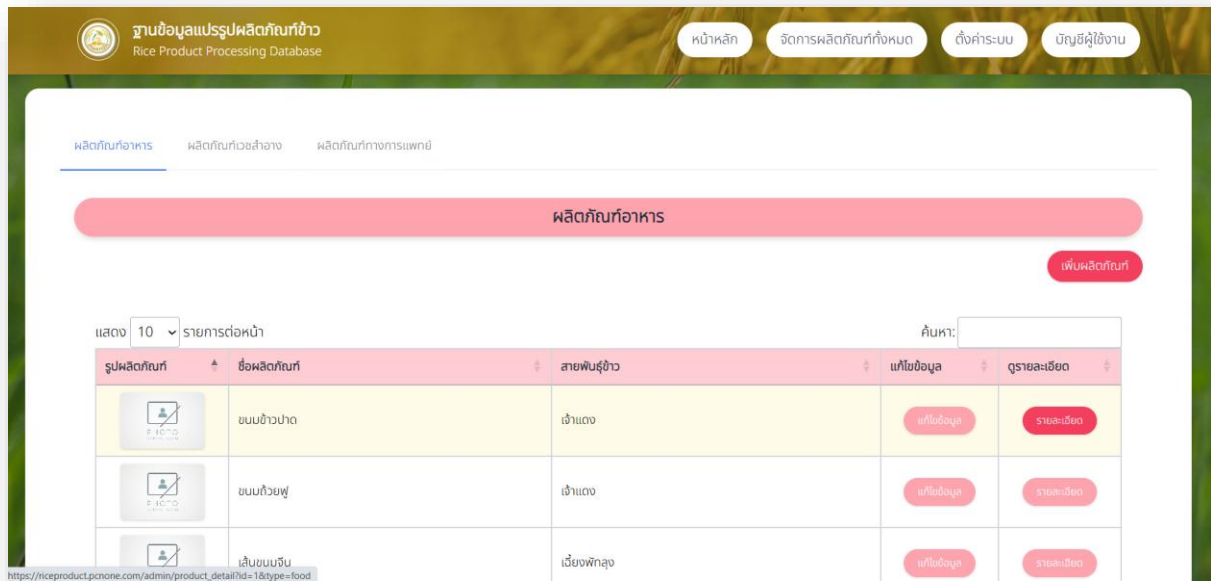 ฐานข้อมูลแปรรูปผลิตภัณฑ์ข้าว
Rice Product Processing Database
หน้าหลัก จัดการผลิตภัณฑ์ทั้งหมด ตั้งค่าระบบ บัญชีผู้ใช้งาน
ผลิตภัณฑ์อาหาร ผลิตภัณฑ์เวชสำอาง ผลิตภัณฑ์ทางการแพทย์
ผลิตภัณฑ์อาหาร
เพิ่มผลิตภัณฑ์
แสดง 10 รายการต่อหน้า ค้นหา:
รูปผลิตภัณฑ์ ชื่อผลิตภัณฑ์ สายพันธุ์ข้าว แก้ไขข้อมูล ดูรายละเอียด
PHOTO ขนมข้าวปาด เจ้าแดง แก้ไขข้อมูล รายละเอียด
PHOTO ขนมถ้วยฟู เจ้าแดง แก้ไขข้อมูล รายละเอียด
เส้นขนมจีน เฉี้ยงพัทลุง แก้ไขข้อมูล รายละเอียด
https://riceproduct.pcnone.com/admin/product_detail?id=1&type=food